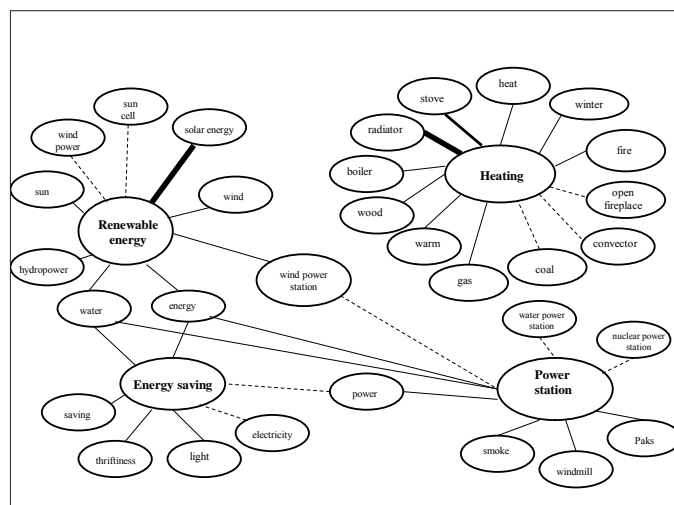 sun
cell
solar energy
wind
power
sun
wind
Renewable
energy
hydropower
wind power
station
water
energy
stove
heat
winter
radiator
fire
boiler
Heating
open
fireplace
wood
warm
convector
coal
gas
water power
station
nuclear power
station
Energy saving
power
Power
station
saving
electricity
thriftiness
light
smoke
windmill
Paks